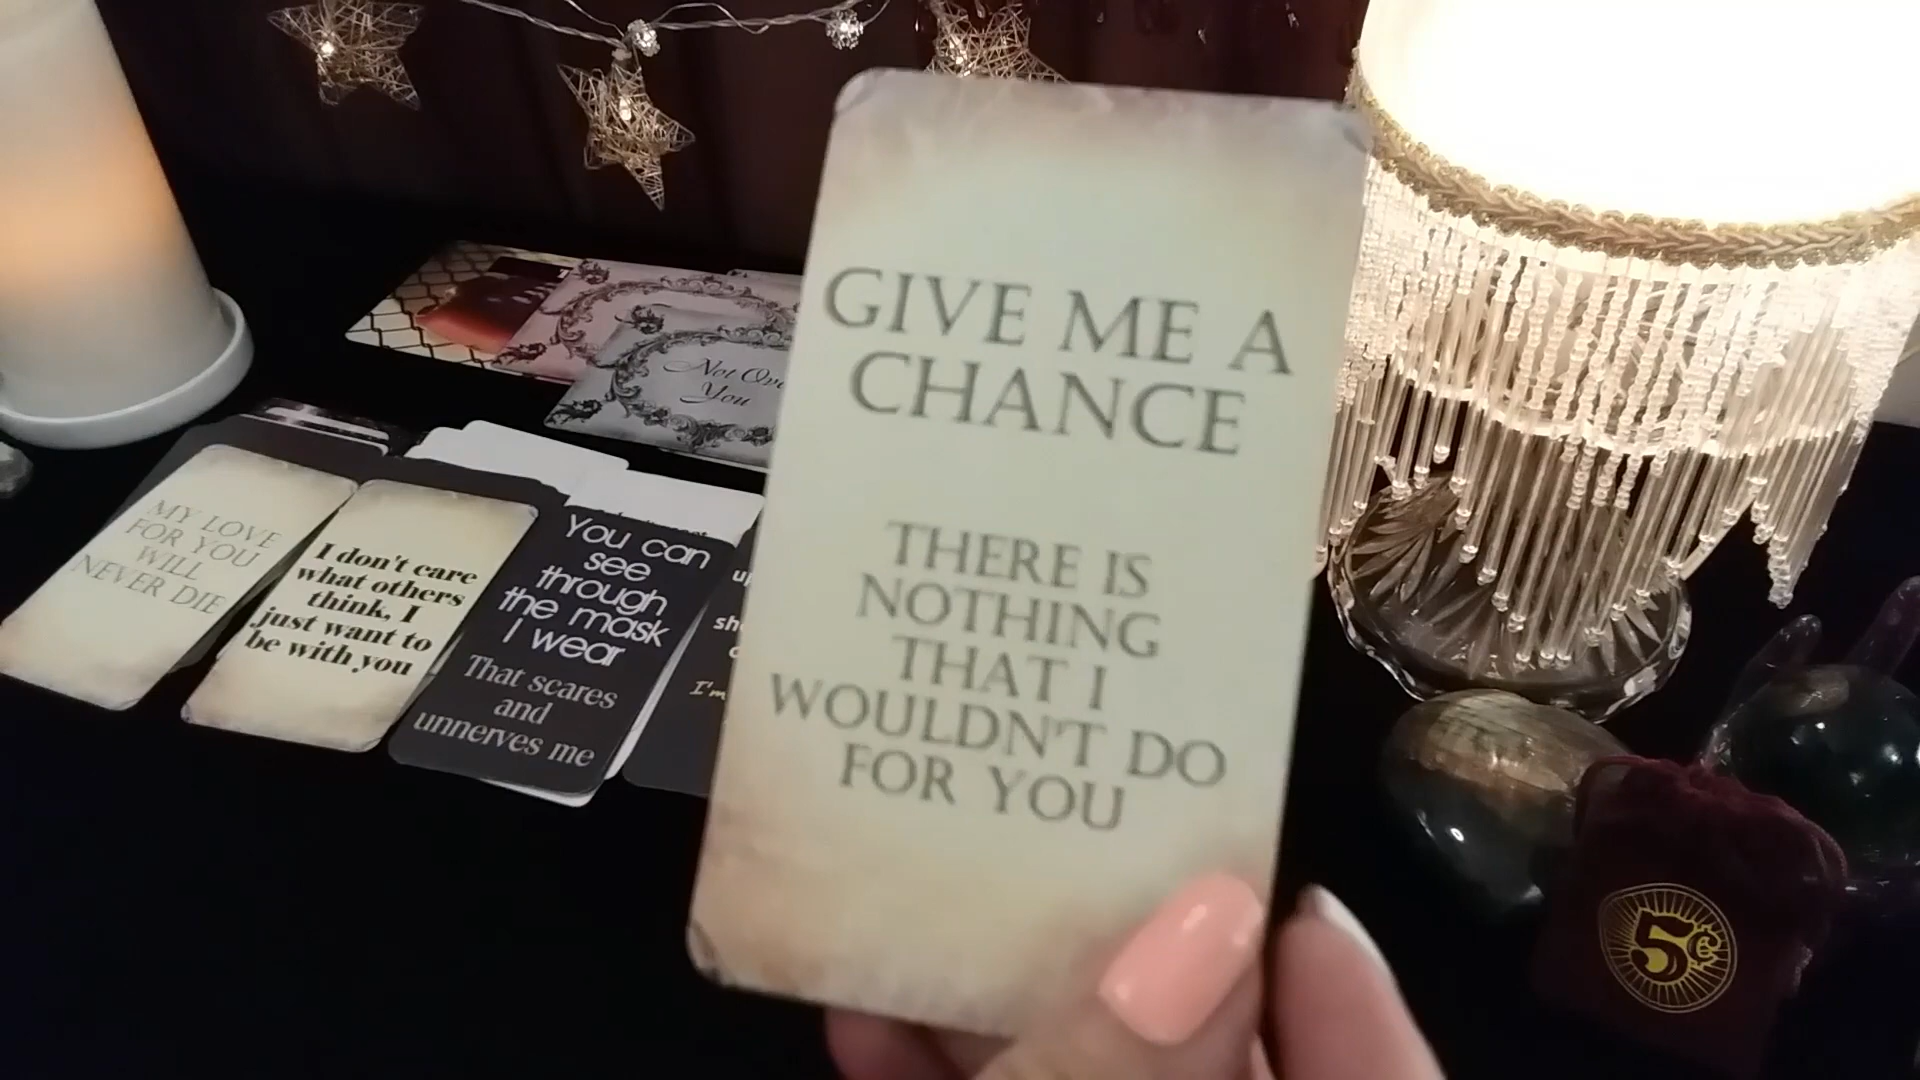 GIVE ME A
CHANCE
THERE IS
NOTHING
THAT I
WOULDN'T DO
FOR YOU
Not
You
MY LOVE
FOR YOU
WILL
NEVER DIE
I don't care
what others
think, I
just want to
be with you
You can
see
through
the mask
I wear
That scares
and
unnerves me
I'm
5¢